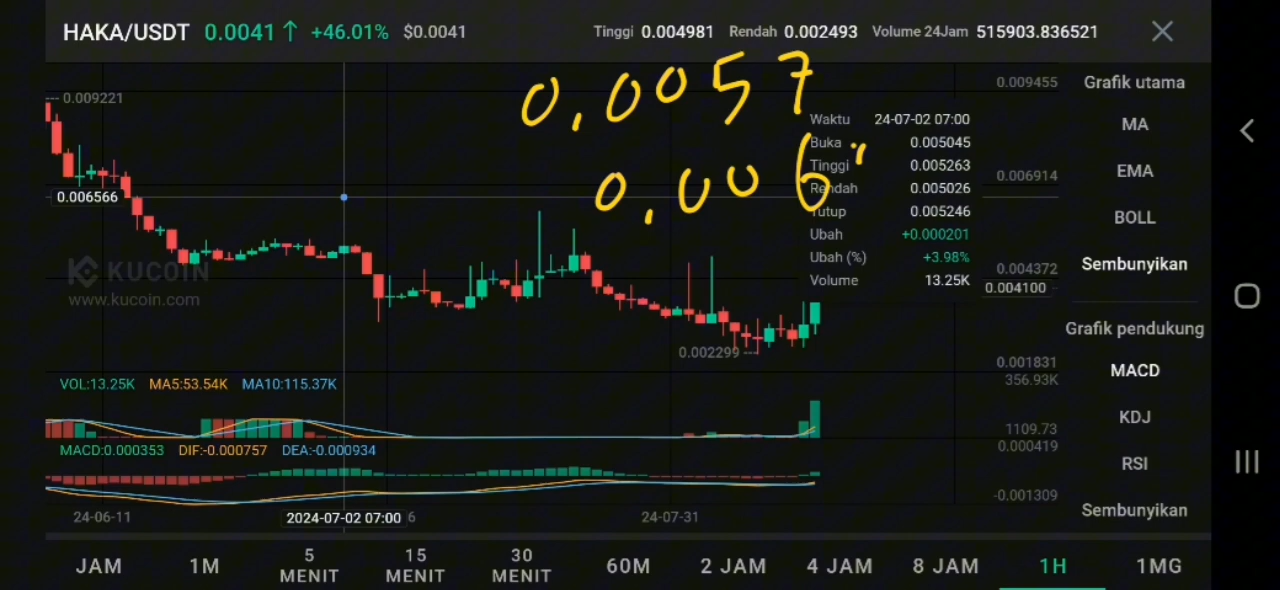 HAKA/USDT 0.0041 ↑ +46.01% $0.0041 Tinggi 0.004981 Rendah 0.002493 Volume 24Jam 515903.836521
0,0057
0,006
0.009221
0.006566
KUCOIN
www.kucoin.com
0.002299
Waktu 24-07-02 07:00
Buka 0.005045
Tinggi 0.005263
Rendah 0.005026
Tutup 0.005246
Ubah +0.000201
Ubah (%) +3.98%
Volume 13.25K
0.009455
0.006914
0.004372
0.004100
0.001831
356.93K
1109.73
0.000419
-0.001309
VOL:13.25K MA5:53.54K MA10:115.37K
MACD:0.000353 DIF:-0.000757 DEA:-0.000934
24-06-11 2024-07-02 07:00 6 24-07-31
Grafik utama
MA
EMA
BOLL
Sembunyikan
Grafik pendukung
MACD
KDJ
RSI
Sembunyikan
JAM 1M 5 MENIT 15 MENIT 30 MENIT 60M 2 JAM 4 JAM 8 JAM 1H 1MG